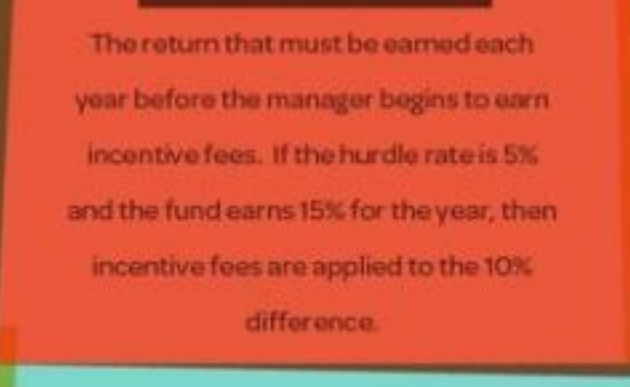 The return that must be earned each
year before the manager begins to earn
incentive fees. If the hurdle rate is 5%
and the fund earns 15% for the year, then
incentive fees are applied to the 10%
difference.